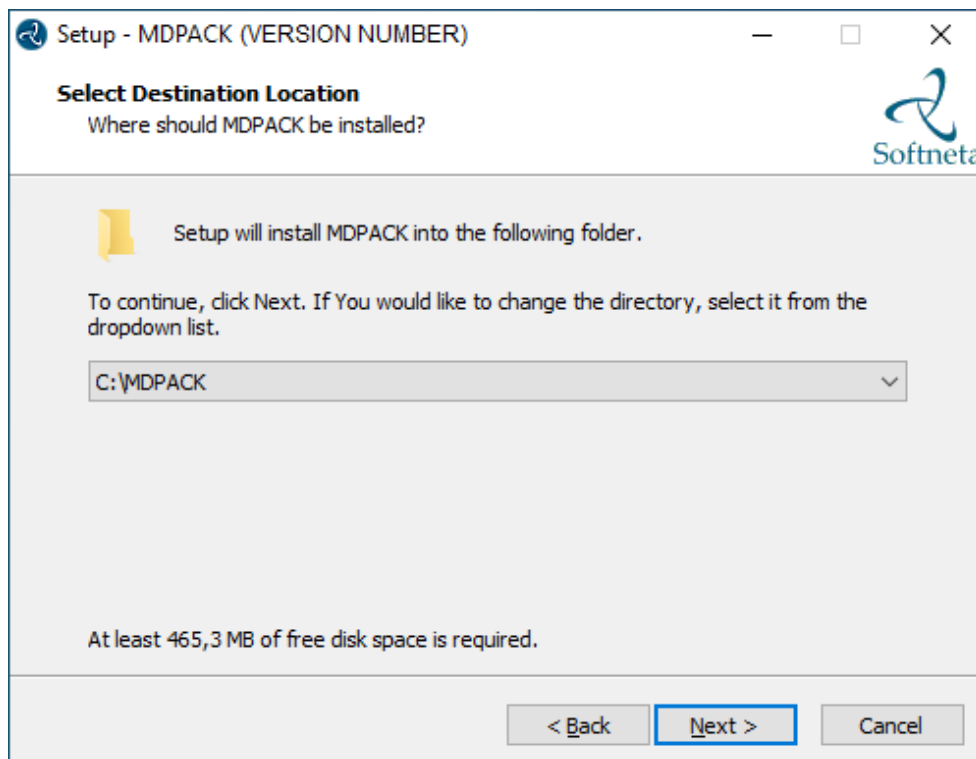 Setup - MDPACK (VERSION NUMBER)
Select Destination Location
Where should MDPACK be installed?
Softneta
Setup will install MDPACK into the following folder.
To continue, click Next. If You would like to change the directory, select it from the
dropdown list.
C:\MDPACK
At least 465,3 MB of free disk space is required.
< Back
Next >
Cancel